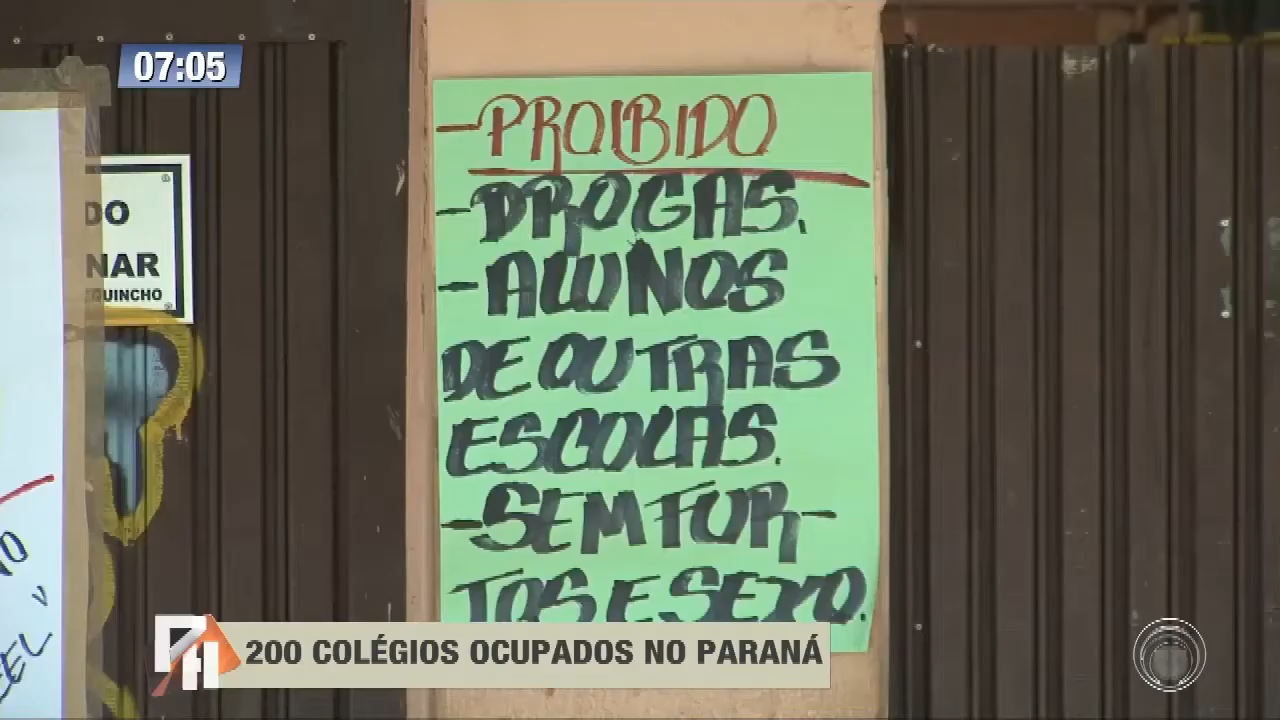 07:05
-PROIBIDO
-DROGAS.
-ALUNOS
DE OUTRAS
ESCOLAS.
-SEM FUR-
TOS E SEXO.
DO
NAR
GUINCHO
200 COLÉGIOS OCUPADOS NO PARANÁ